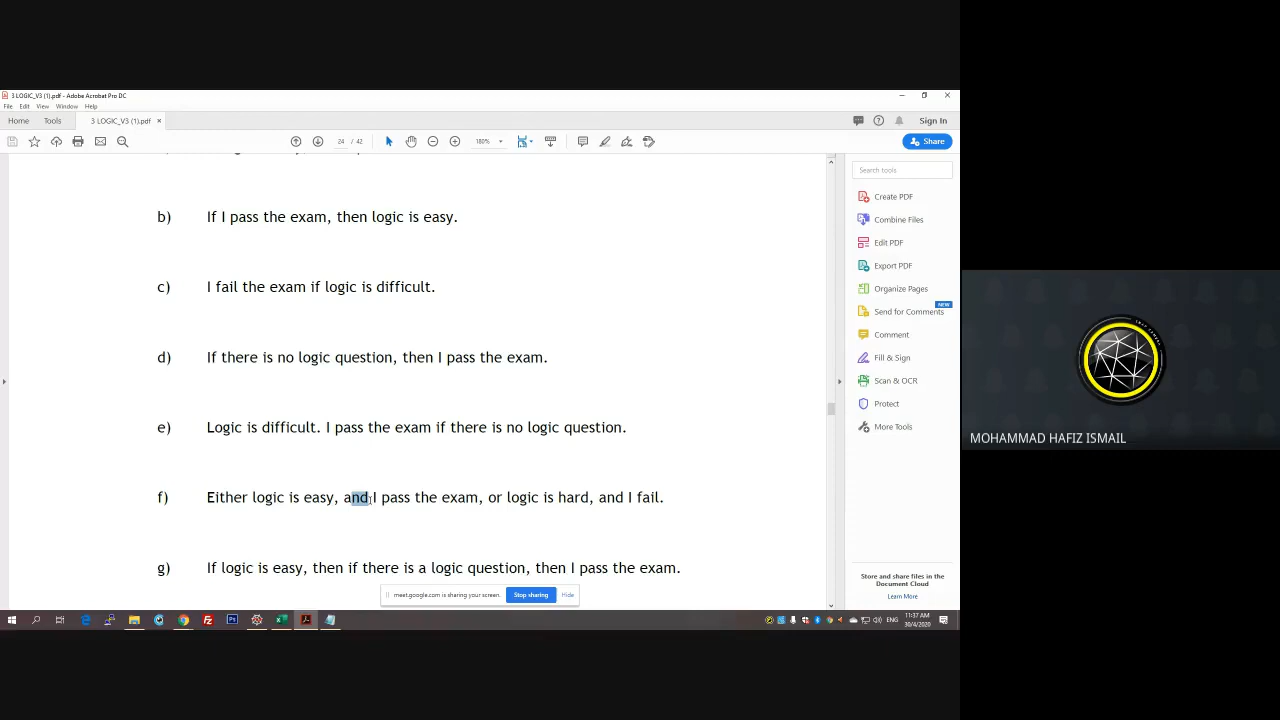 3 LOGIC_V3 (1).pdf - Adobe Acrobat Pro DC
File Edit View Window Help
Home Tools 3 LOGIC_V3 (1).pdf × Sign In
24 / 42 180% Share
Search tools
b) If I pass the exam, then logic is easy.
c) I fail the exam if logic is difficult.
d) If there is no logic question, then I pass the exam.
e) Logic is difficult. I pass the exam if there is no logic question.
f) Either logic is easy, and I pass the exam, or logic is hard, and I fail.
g) If logic is easy, then if there is a logic question, then I pass the exam.
Create PDF
Combine Files
Edit PDF
Export PDF
Organize Pages
NEW
Send for Comments
Comment
Fill & Sign
Scan & OCR
Protect
More Tools
Store and share files in the
Document Cloud
Learn More
meet.google.com is sharing your screen. Stop sharing Hide
ENG
11:37 AM
30/4/2020
MOHAMMAD HAFIZ ISMAIL